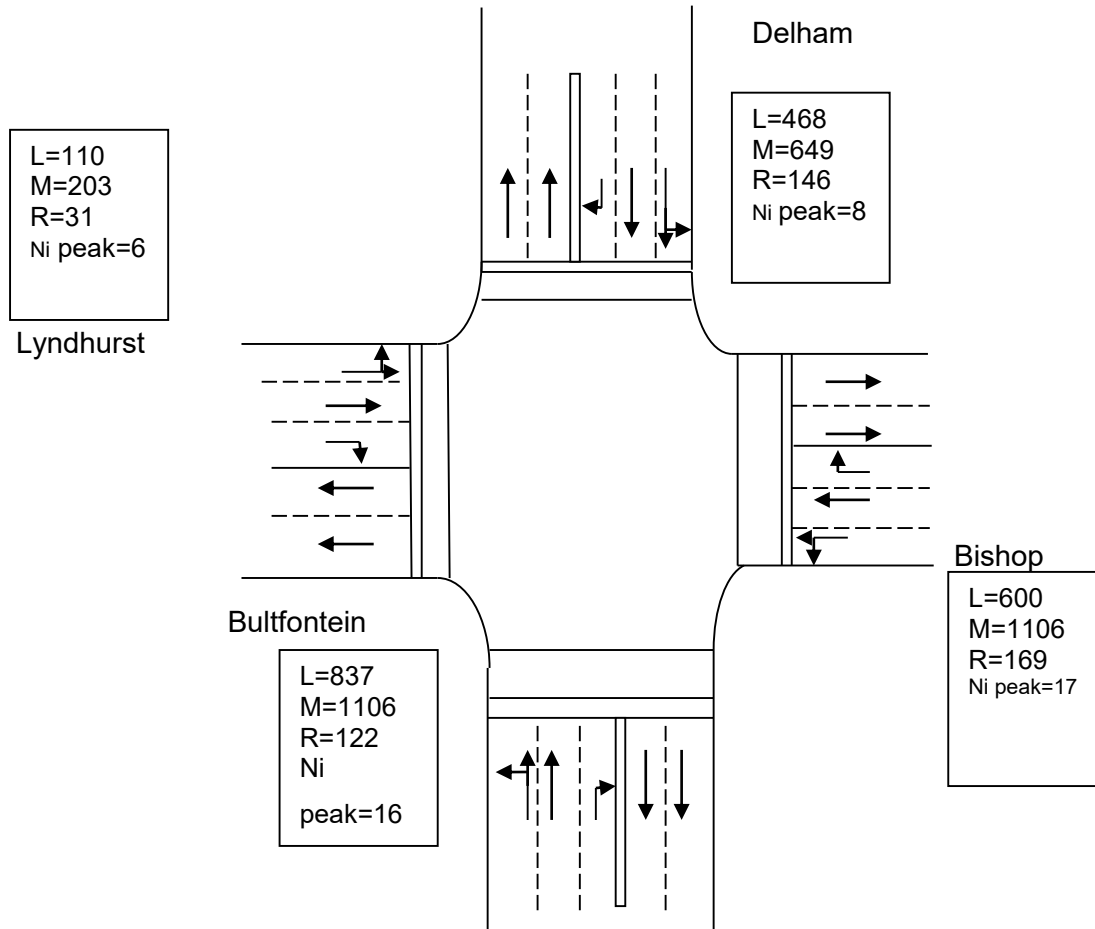 Delham
L=468
M=649
R=146
Ni peak=8
L=110
M=203
R=31
Ni peak=6
Lyndhurst
Bishop
L=600
M=1106
R=169
Ni peak=17
Bultfontein
L=837
M=1106
R=122
Ni
peak=16